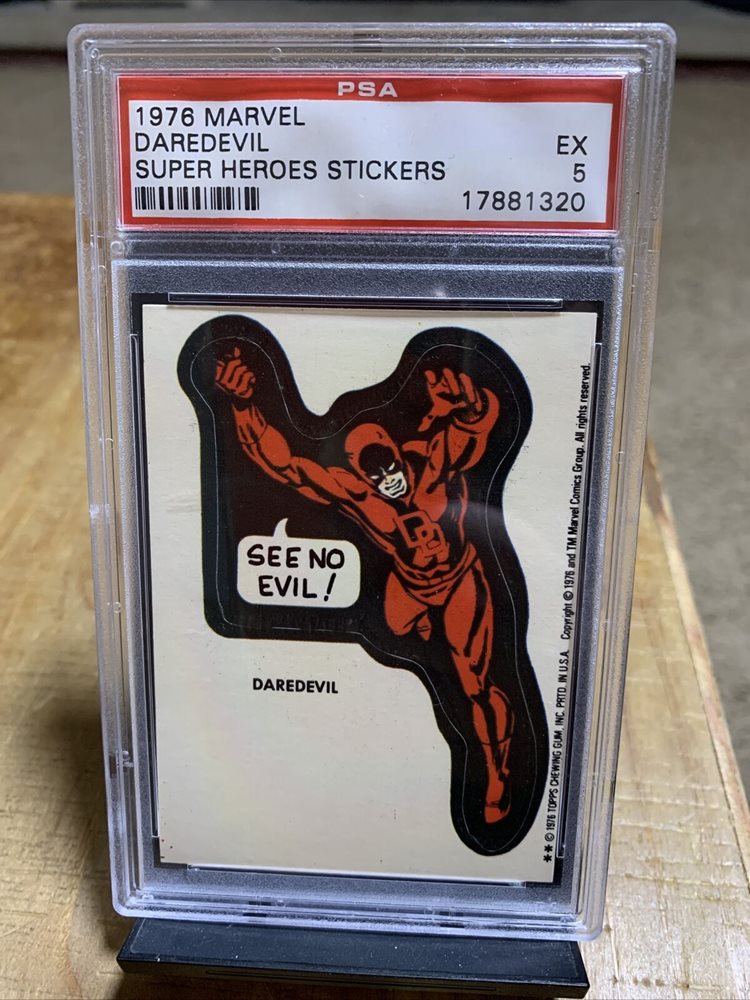 PSA
1976 MARVEL
DAREDEVIL EX
SUPER HEROES STICKERS 5
17881320
SEE NO
EVIL!
DD
DAREDEVIL
** © 1976 TOPPS CHEWING GUM, INC. PRTD. IN U.S.A. Copyright © 1976 and TM Marvel Comics Group. All rights reserved.